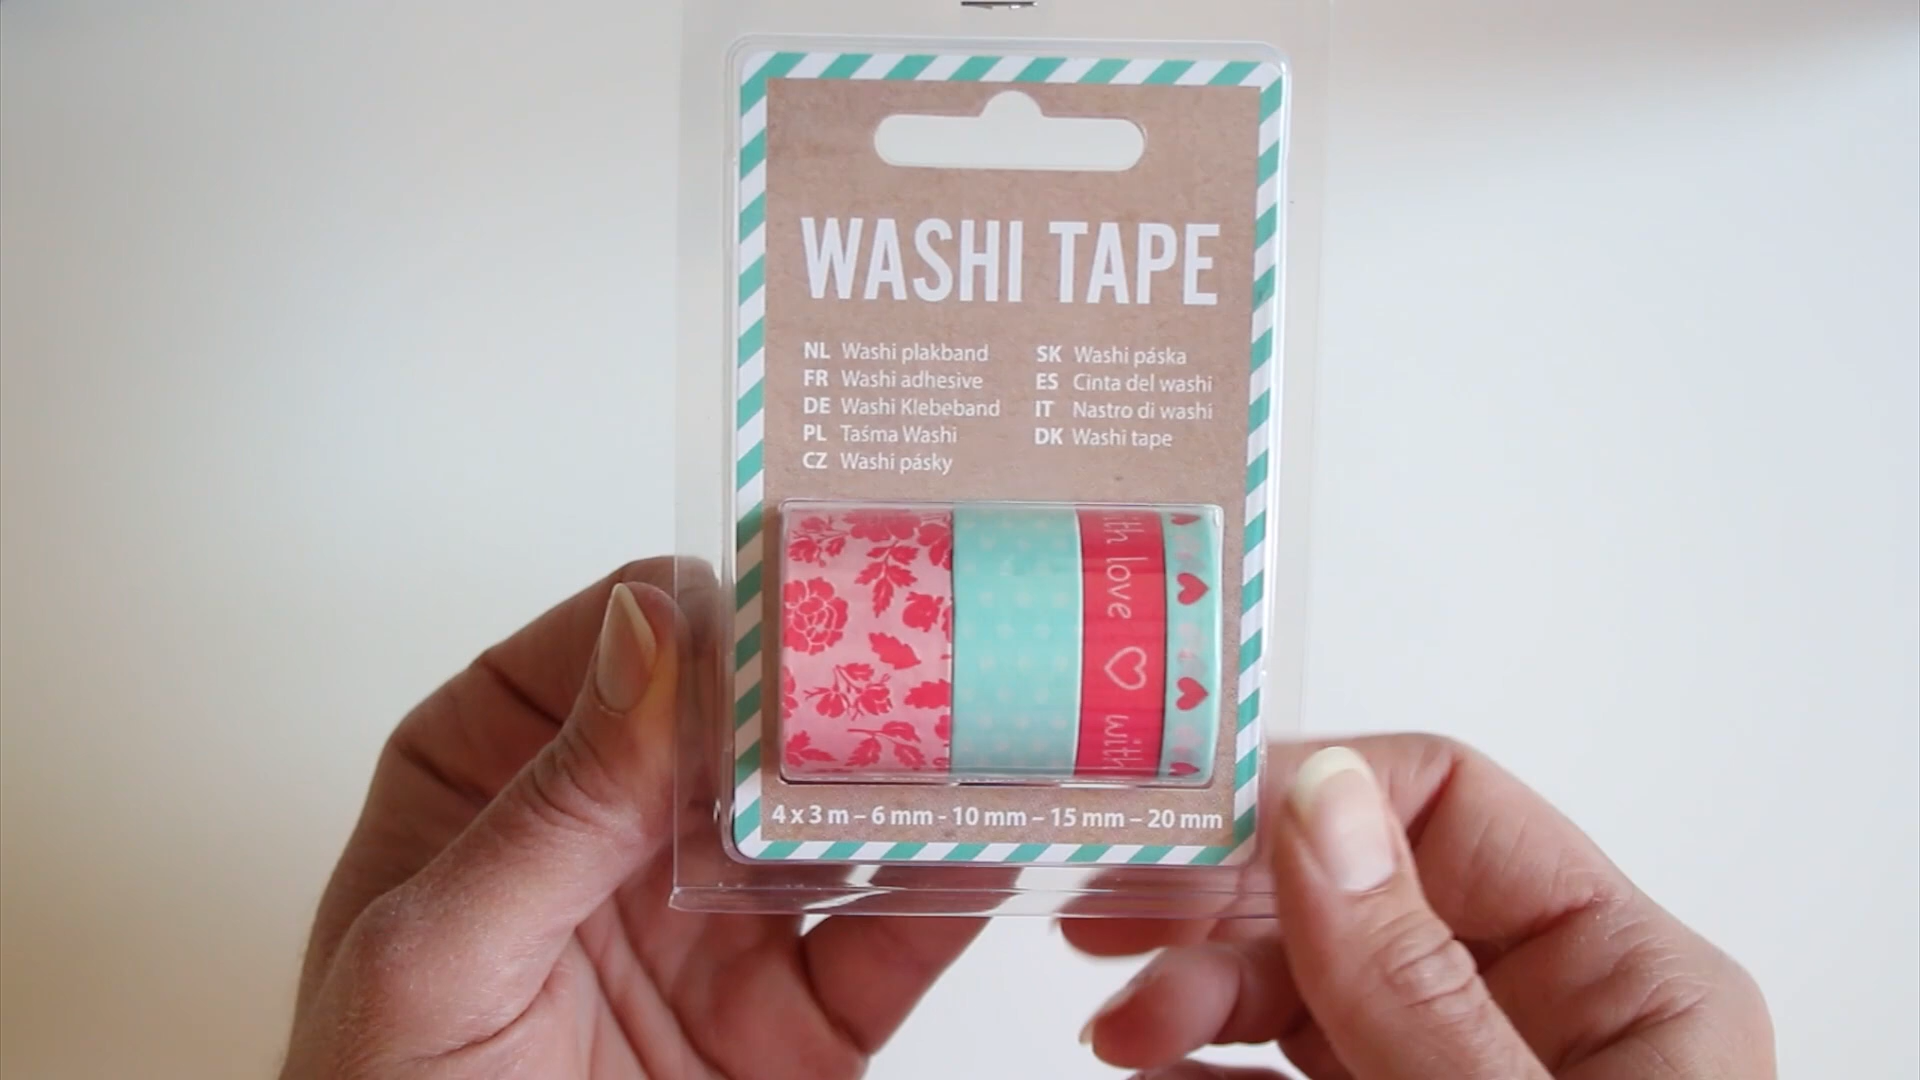 WASHI TAPE
NL Washi plakband
FR Washi adhesive
DE Washi Klebeband
PL Taśma Washi
CZ Washi pásky
SK Washi páska
ES Cinta del washi
IT Nastro di washi
DK Washi tape
ith love ♡ with
4 x 3 m – 6 mm - 10 mm – 15 mm – 20 mm